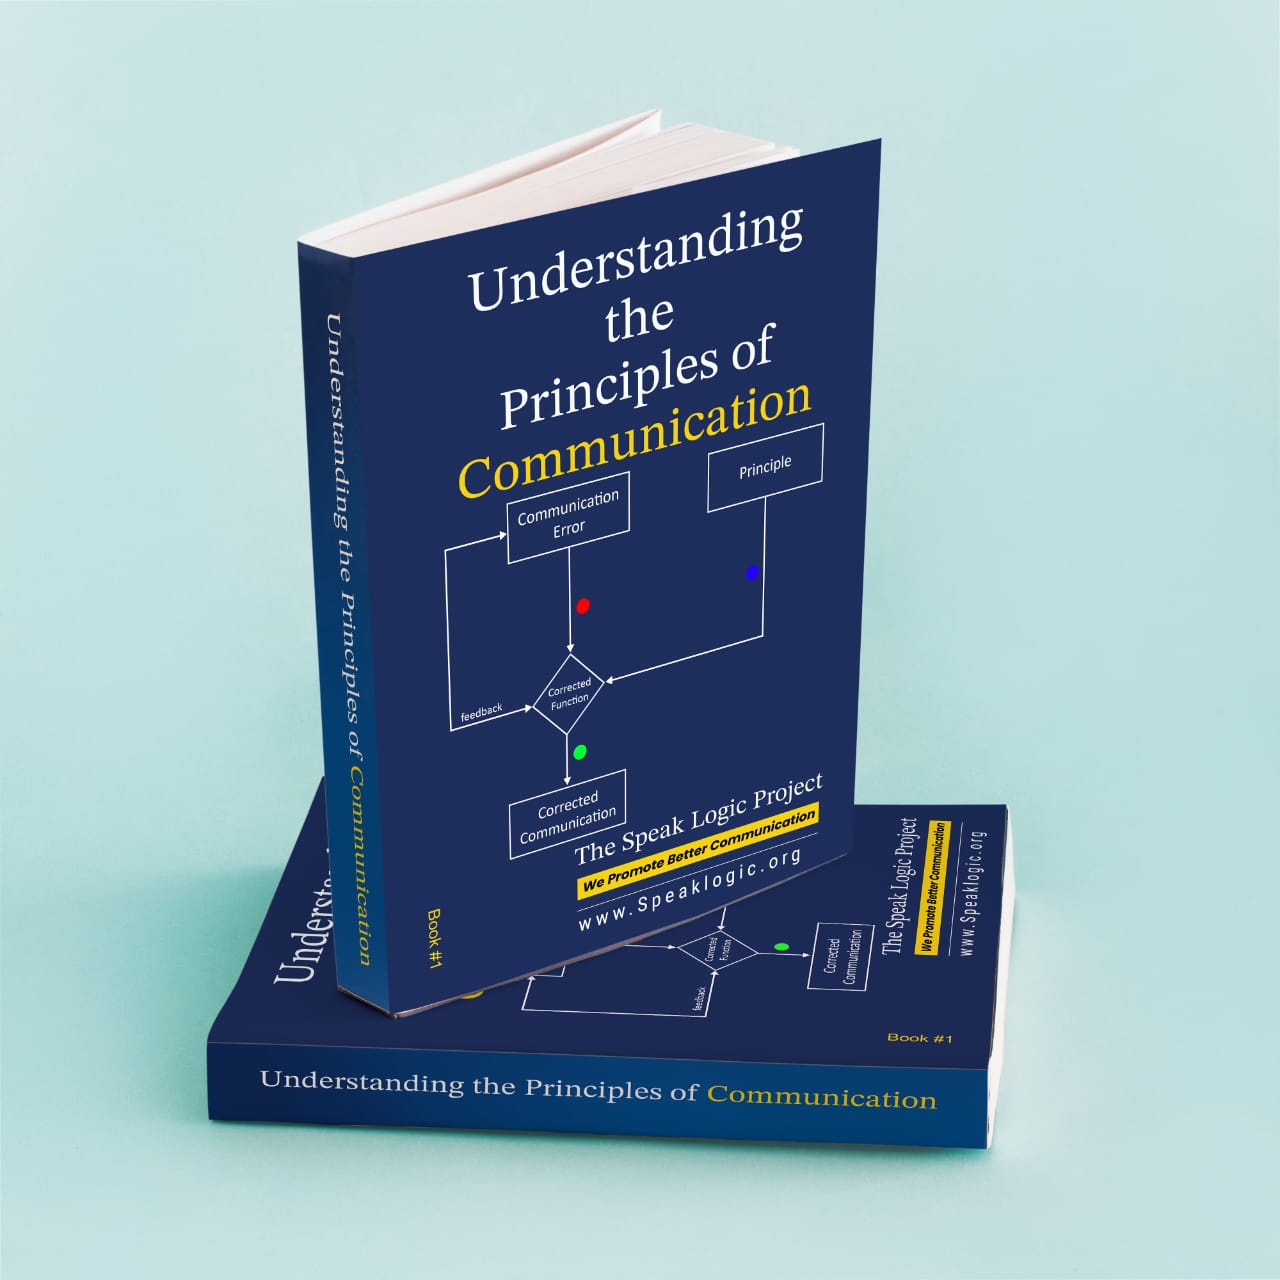 Understanding
the
Principles of
Communication
Communication
Error
Principle
Corrected
Function
feedback
Corrected
Communication
The Speak Logic Project
We Promote Better Communication
www.Speaklogic.org
Book #1
Understanding the Principles of Communication
Corrected
Function
feedback
Corrected
Communication
The Speak Logic Project
We Promote Better Communication
www.Speaklogic.org
Book #1
Understanding the Principles of Communication